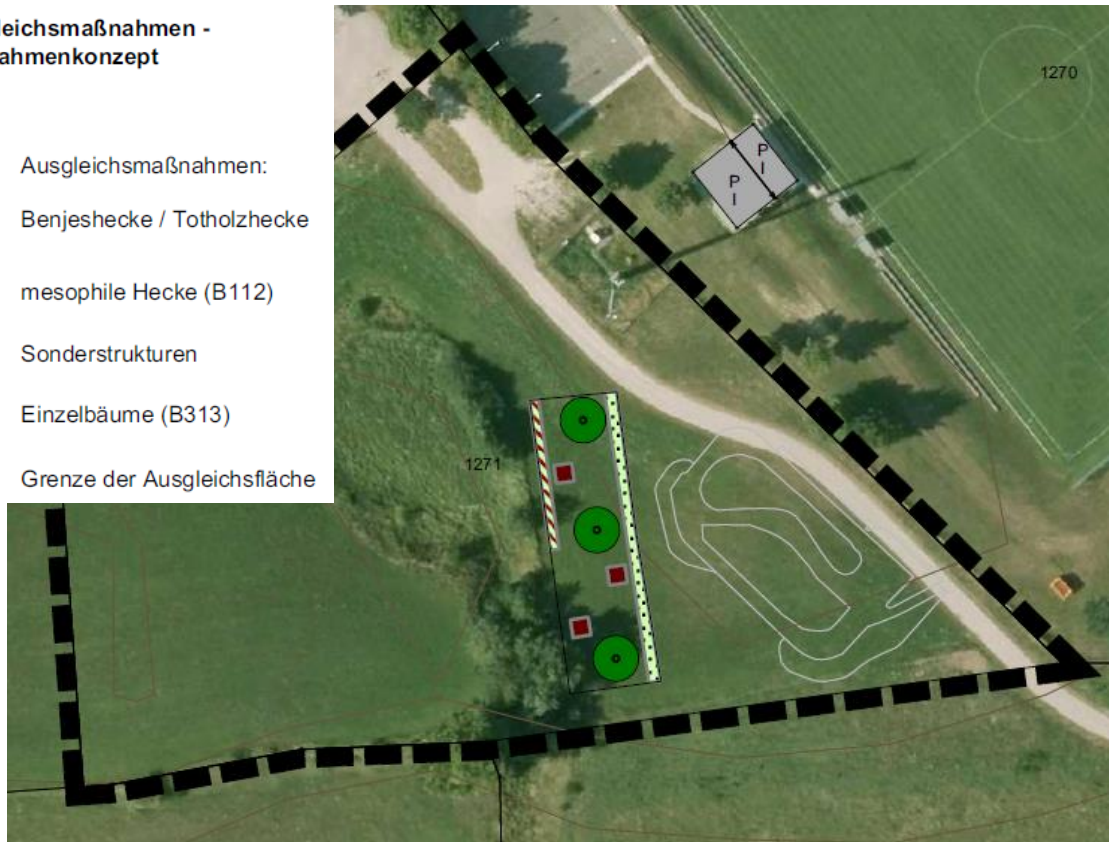 leichsmaßnahmen -
ahmenkonzept
Ausgleichsmaßnahmen:
Benjeshecke / Totholzhecke
mesophile Hecke (B112)
Sonderstrukturen
Einzelbäume (B313)
Grenze der Ausgleichsfläche
1270
P
I
P
I
1271